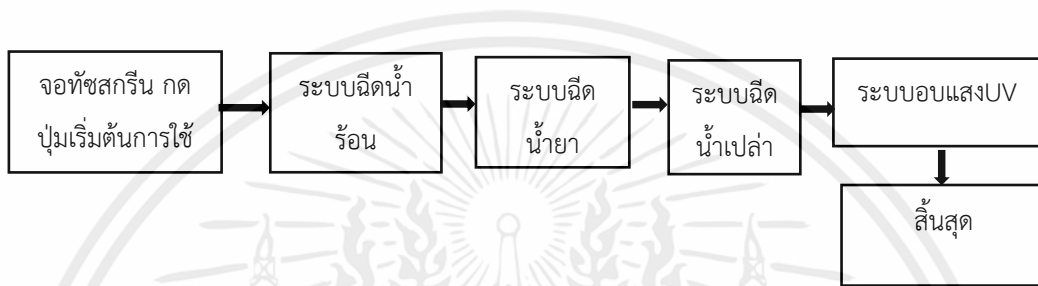 จอทัชสกรีน กด
ปุ่มเริ่มต้นการใช้
ระบบฉีดน้ำ
ร้อน
ระบบฉีด
น้ำยา
ระบบฉีด
น้ำเปล่า
ระบบอบแสงUV
สิ้นสุด